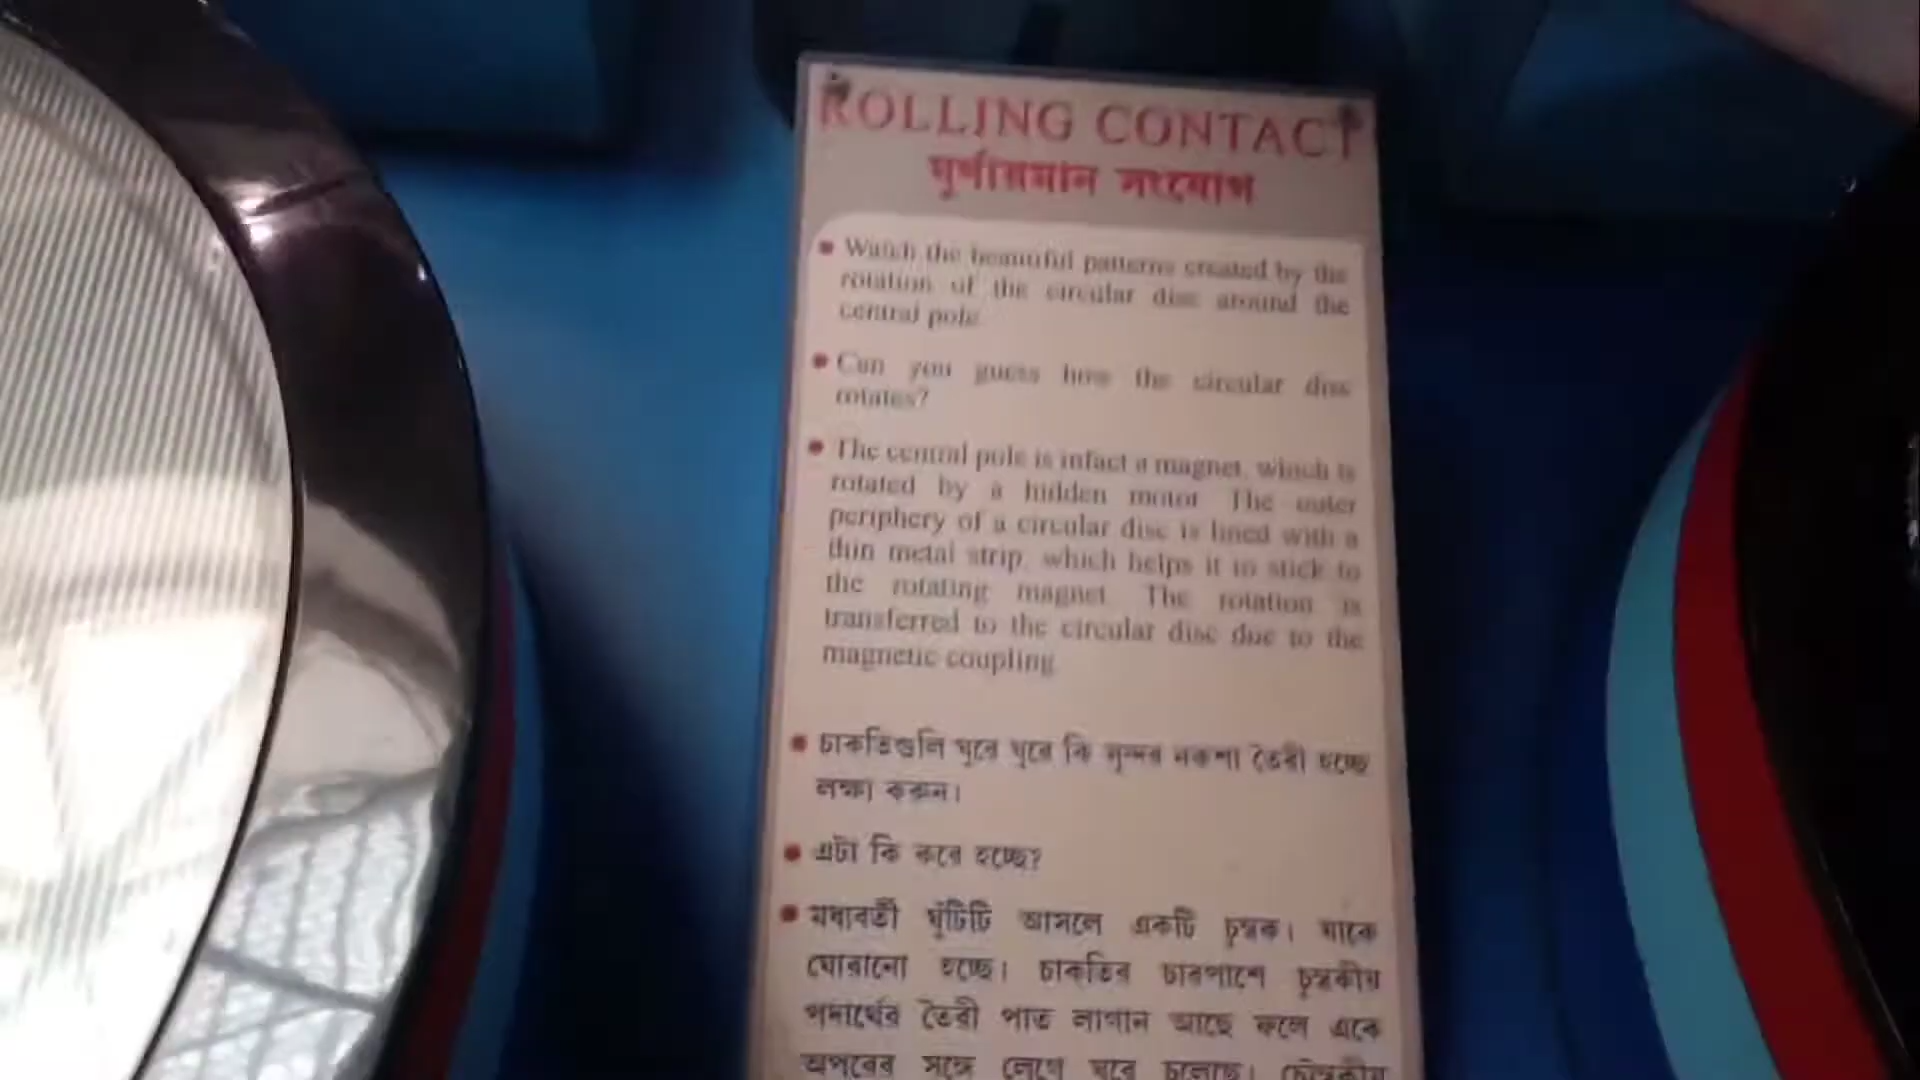 ROLLING CONTACT
ঘূর্ণায়মান সংযোগ
Watch the beautiful patterns created by the
rotation of the circular disc around the
central pole.
Can you guess how the circular disc
rotates?
The central pole is infact a magnet, which is
rotated by a hidden motor. The outer
periphery of a circular disc is lined with a
thin metal strip, which helps it to stick to
the rotating magnet. The rotation is
transferred to the circular disc due to the
magnetic coupling.
চাকতিগুলি ঘুরে ঘুরে কি সুন্দর নকশা তৈরী হচ্ছে
লক্ষ্য করুন।
এটা কি করে হচ্ছে?
মধ্যবর্তী খুঁটিটি আসলে একটি চুম্বক। যাকে
ঘোরানো হচ্ছে। চাকতির চারপাশে চুম্বকীয়
পদার্থের তৈরী পাত লাগান আছে ফলে একে
অপরের সঙ্গে লেগে ঘুরে চলেছে।